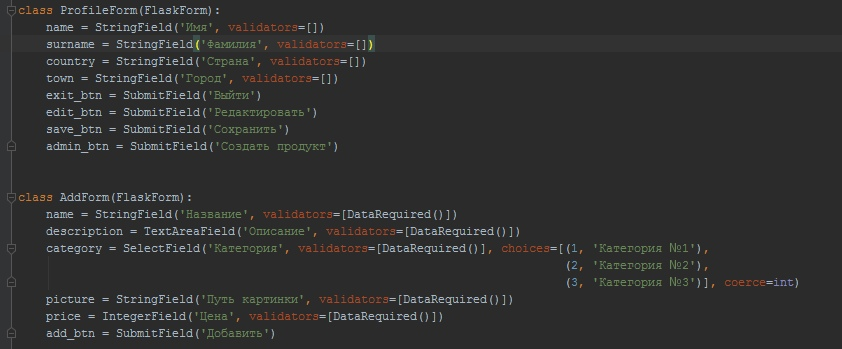 class ProfileForm(FlaskForm):
    name = StringField('Имя', validators=[])
    surname = StringField('Фамилия', validators=[])
    country = StringField('Страна', validators=[])
    town = StringField('Город', validators=[])
    exit_btn = SubmitField('Выйти')
    edit_btn = SubmitField('Редактировать')
    save_btn = SubmitField('Сохранить')
    admin_btn = SubmitField('Создать продукт')
class AddForm(FlaskForm):
    name = StringField('Название', validators=[DataRequired()])
    description = TextAreaField('Описание', validators=[DataRequired()])
    category = SelectField('Категория', validators=[DataRequired()], choices=[(1, 'Категория №1'),
                                                                              (2, 'Категория №2'),
                                                                              (3, 'Категория №3')], coerce=int)
    picture = StringField('Путь картинки', validators=[DataRequired()])
    price = IntegerField('Цена', validators=[DataRequired()])
    add_btn = SubmitField('Добавить')